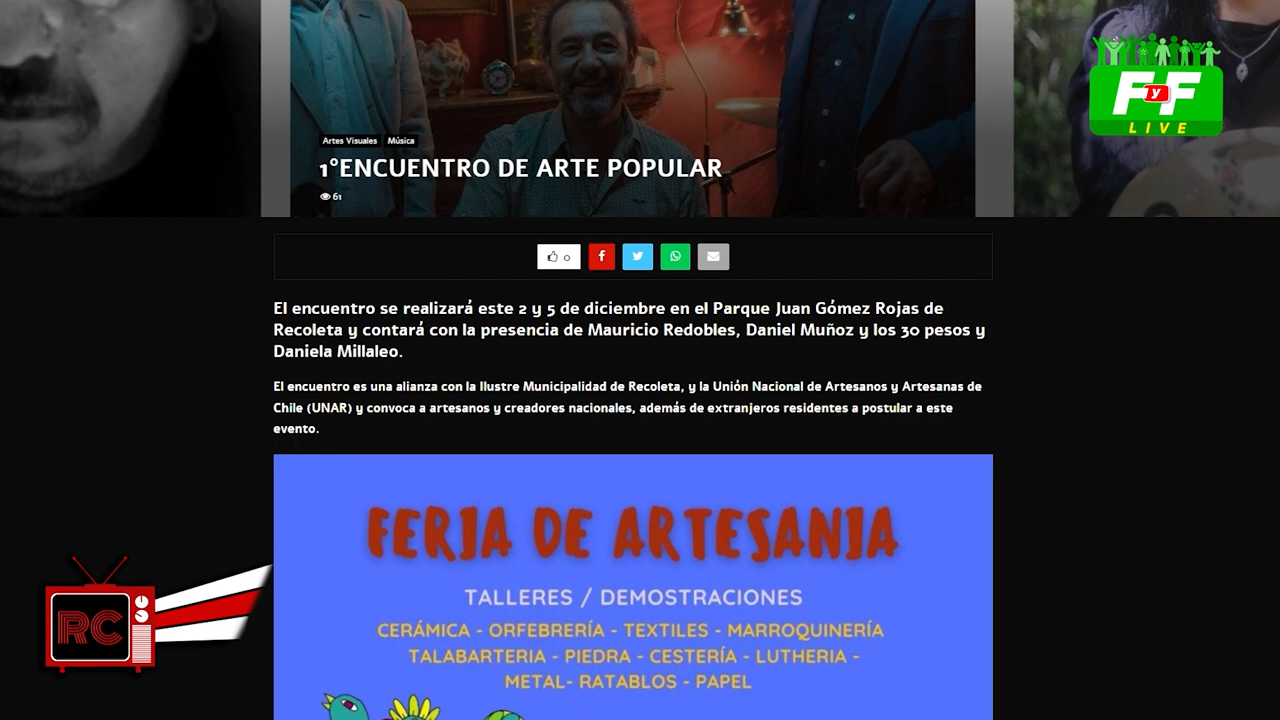 FyF
LIVE
Artes Visuales Música
1°ENCUENTRO DE ARTE POPULAR
61
0
El encuentro se realizará este 2 y 5 de diciembre en el Parque Juan Gómez Rojas de
Recoleta y contará con la presencia de Mauricio Redobles, Daniel Muñoz y los 30 pesos y
Daniela Millaleo.
El encuentro es una alianza con la Ilustre Municipalidad de Recoleta, y la Unión Nacional de Artesanos y Artesanas de
Chile (UNAR) y convoca a artesanos y creadores nacionales, además de extranjeros residentes a postular a este
evento.
FERIA DE ARTESANIA
TALLERES / DEMOSTRACIONES
CERÁMICA - ORFEBRERÍA - TEXTILES - MARROQUINERÍA
TALABARTERIA - PIEDRA - CESTERÍA - LUTHERIA -
METAL- RATABLOS - PAPEL
RC